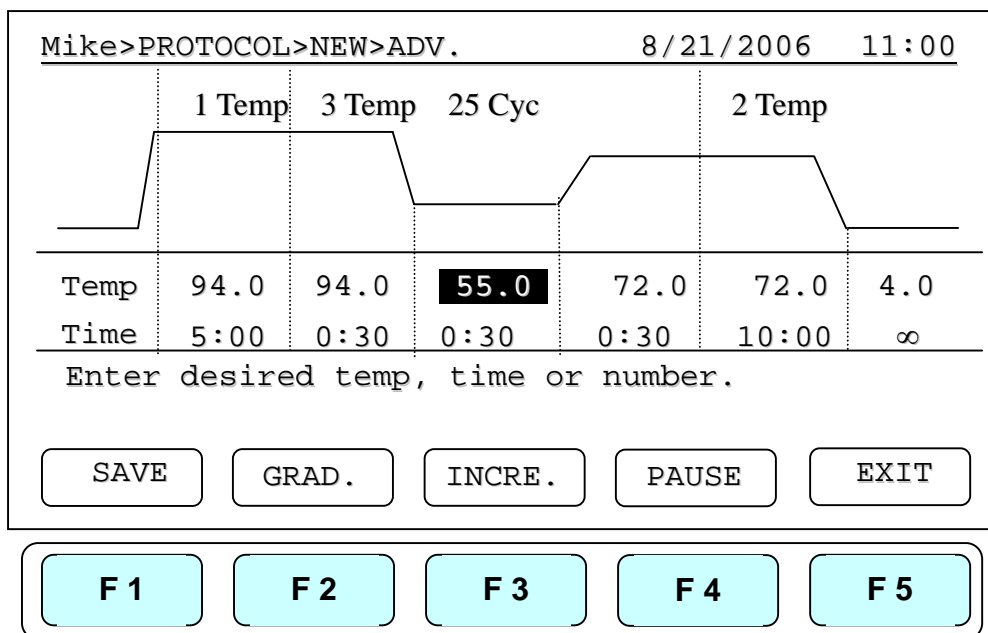 Mike>PROTOCOL>NEW>ADV. 8/21/2006 11:00
1 Temp 3 Temp 25 Cyc 2 Temp
Temp 94.0 94.0 55.0 72.0 72.0 4.0
Time 5:00 0:30 0:30 0:30 10:00 ∞
Enter desired temp, time or number.
SAVE GRAD. INCRE. PAUSE EXIT
F1 F2 F3 F4 F5